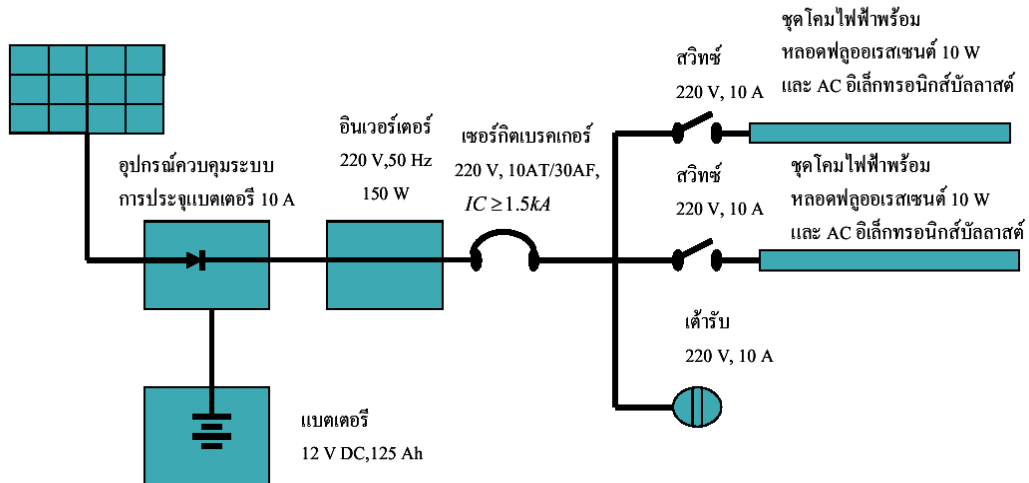 ชุดโคมไฟฟ้าพร้อม
หลอดฟลูออเรสเซนต์ 10 W
และ AC อิเล็กทรอนิกส์บัลลาสต์
สวิทซ์
220 V, 10 A
อินเวอร์เตอร์
220 V,50 Hz
150 W
เซอร์กิตเบรคเกอร์
220 V, 10AT/30AF,
IC ≥ 1.5kA
อุปกรณ์ควบคุมระบบ
การประจุแบตเตอรี 10 A
สวิทซ์
220 V, 10 A
ชุดโคมไฟฟ้าพร้อม
หลอดฟลูออเรสเซนต์ 10 W
และ AC อิเล็กทรอนิกส์บัลลาสต์
เต้ารับ
220 V, 10 A
แบตเตอรี
12 V DC,125 Ah